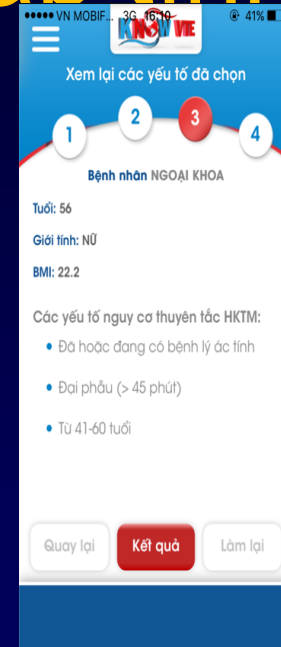 VN MOBIF... 3G 16:10 41%
KNOW VTE
Xem lại các yếu tố đã chọn
1 2 3 4
Bệnh nhân NGOẠI KHOA
Tuổi: 56
Giới tính: NỮ
BMI: 22.2
Các yếu tố nguy cơ thuyên tắc HKTM:
Đã hoặc đang có bệnh lý ác tính
Đại phẫu (> 45 phút)
Từ 41-60 tuổi
Quay lại Kết quả Làm lại